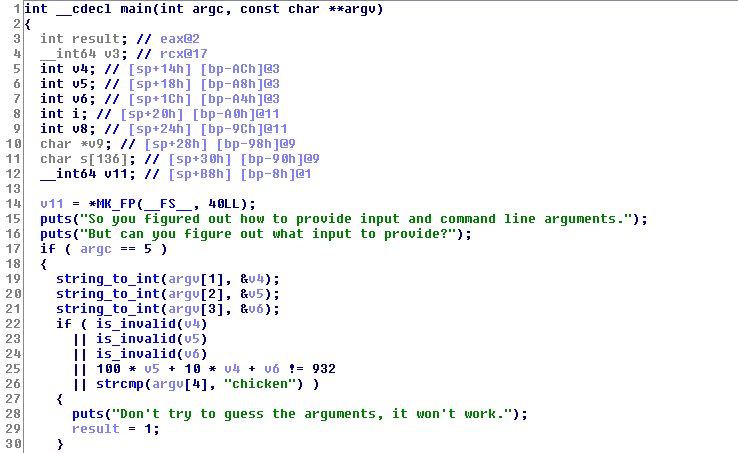 1 int __cdecl main(int argc, const char **argv)
2 {
3 int result; // eax@2
4 __int64 v3; // rcx@17
5 int v4; // [sp+14h] [bp-ACh]@3
6 int v5; // [sp+18h] [bp-A8h]@3
7 int v6; // [sp+1Ch] [bp-A4h]@3
8 int i; // [sp+20h] [bp-A0h]@11
9 int v8; // [sp+24h] [bp-9Ch]@11
10 char *v9; // [sp+28h] [bp-98h]@9
11 char s[136]; // [sp+30h] [bp-90h]@9
12 __int64 v11; // [sp+B8h] [bp-8h]@1
13
14 v11 = *MK_FP(__FS__, 40LL);
15 puts("So you figured out how to provide input and command line arguments.");
16 puts("But can you figure out what input to provide?");
17 if ( argc == 5 )
18 {
19 string_to_int(argv[1], &v4);
20 string_to_int(argv[2], &v5);
21 string_to_int(argv[3], &v6);
22 if ( is_invalid(v4)
23 || is_invalid(v5)
24 || is_invalid(v6)
25 || 100 * v5 + 10 * v4 + v6 != 932
26 || strcmp(argv[4], "chicken") )
27 {
28 puts("Don't try to guess the arguments, it won't work.");
29 result = 1;
30 }